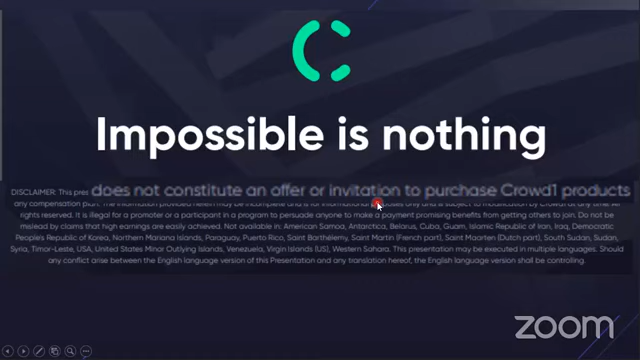 Impossible is nothing
DISCLAIMER: This pres does not constitute an offer or invitation to purchase Crowd1 products
any compensation plan. The information provided herein may be incomplete and is for informational purposes only and is subject to modification by Crowd1 at any time. All
rights reserved. It is illegal for a promoter or a participant in a program to persuade anyone to make a payment promising benefits from getting others to join. Do not be
mislead by claims that high earnings are easily achieved. Not available in: American Samoa, Antarctica, Belarus, Cuba, Guam, Islamic Republic of Iran, Iraq, Democratic
People's Republic of Korea, Northern Mariana Islands, Paraguay, Puerto Rico, Saint Barthélemy, Saint Martin (French part), Saint Maarten (Dutch part), South Sudan, Sudan,
Syria, Timor-Leste, USA, United States Minor Outlying Islands, Venezuela, Virgin Islands (US), Western Sahara. This presentation may be executed in multiple languages. Should
any conflict arise between the English language version of this Presentation and any translation hereof, the English language version shall be controlling.
zoom